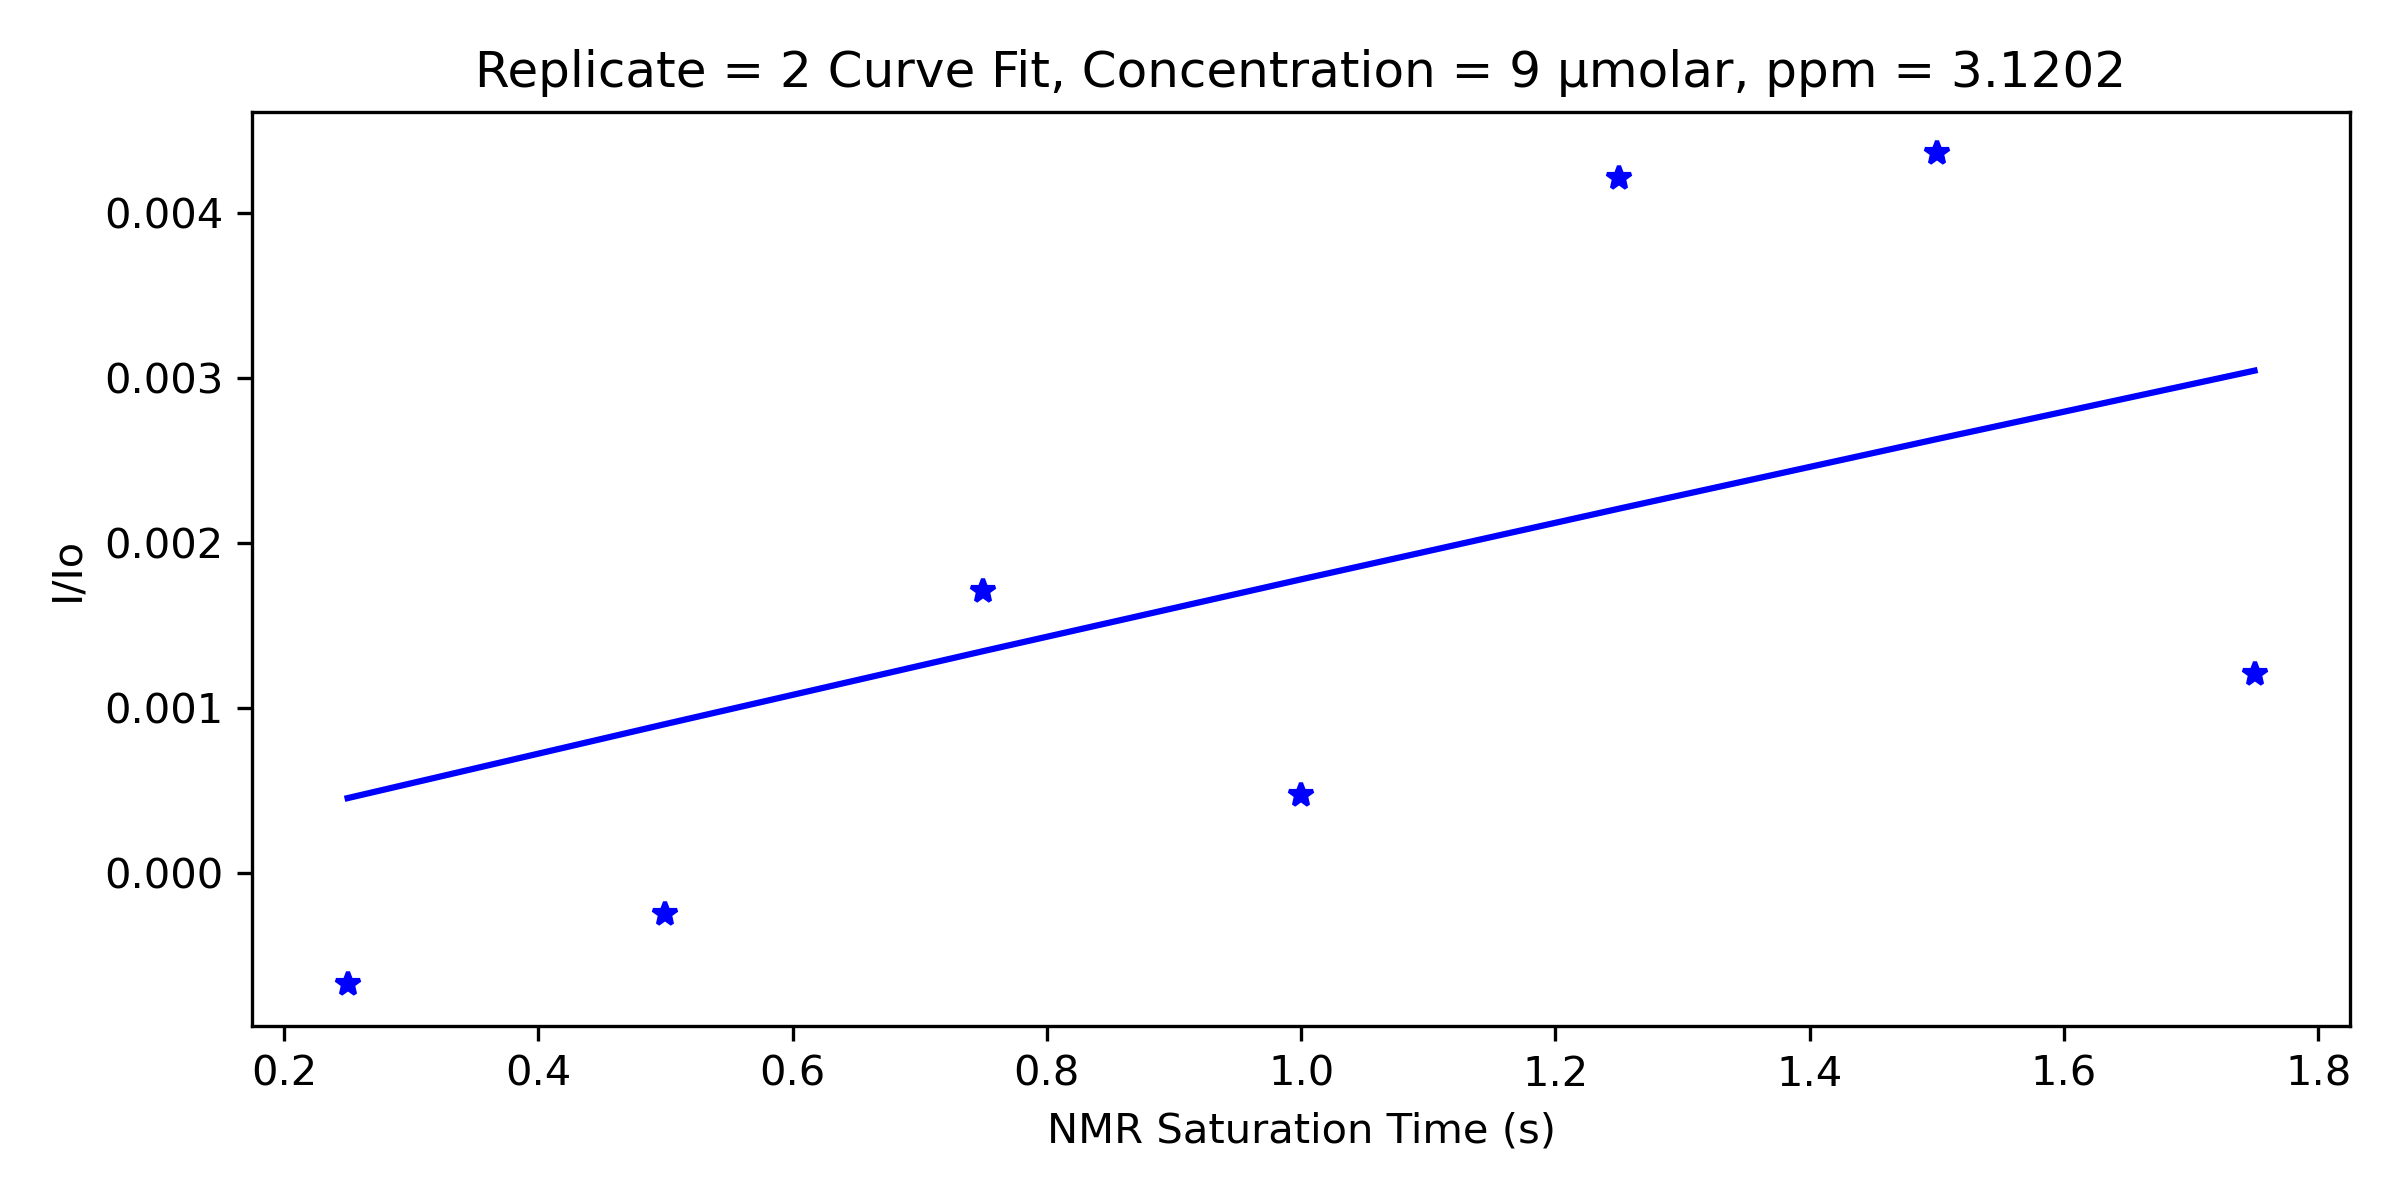 Replicate = 2 Curve Fit, Concentration = 9 µmolar, ppm = 3.1202
I/Io
0.004
0.003
0.002
0.001
0.000
0.2 0.4 0.6 0.8 1.0 1.2 1.4 1.6 1.8
NMR Saturation Time (s)